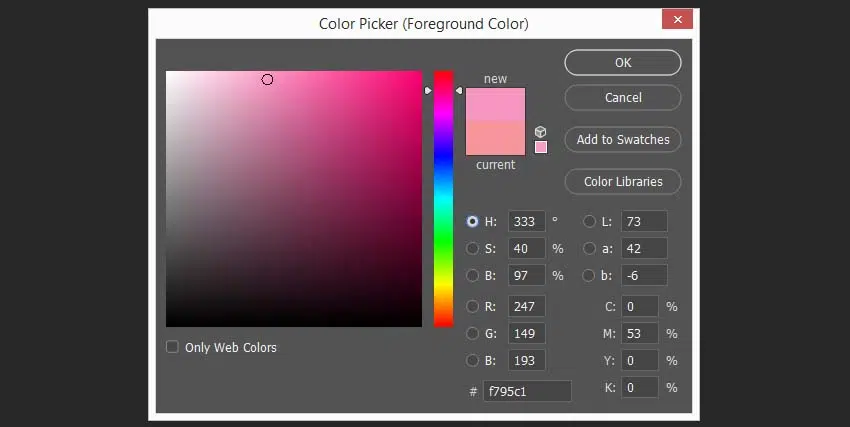 Color Picker (Foreground Color)
new
current
OK
Cancel
Add to Swatches
Color Libraries
H: 333 °
S: 40 %
B: 97 %
R: 247
G: 149
B: 193
# f795c1
L: 73
a: 42
b: -6
C: 0 %
M: 53 %
Y: 0 %
K: 0 %
Only Web Colors